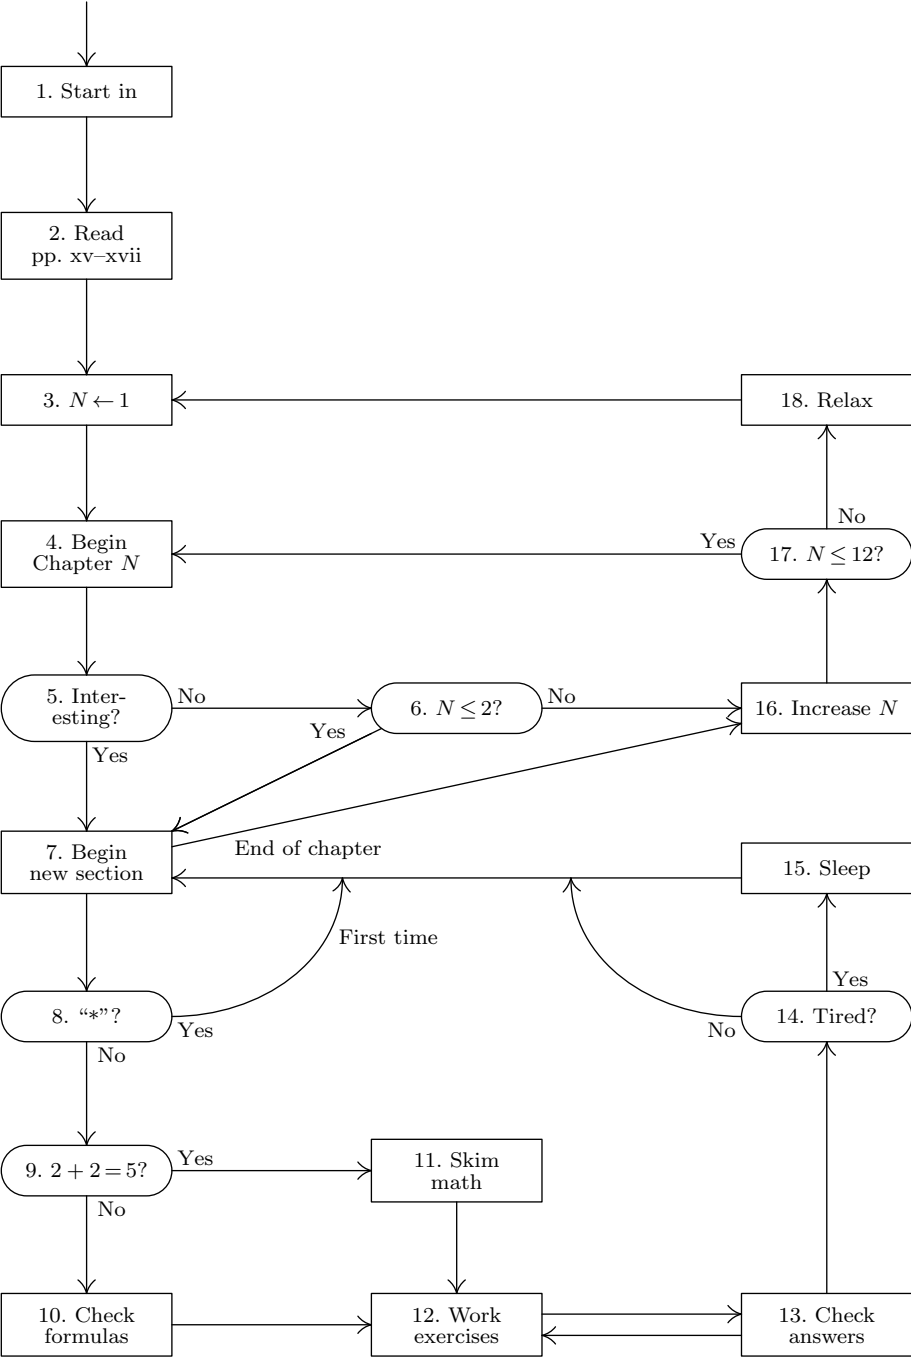 1. Start in
2. Read
pp. xv–xvii
3. N ← 1
18. Relax
No
4. Begin
Chapter N
Yes
17. N ≤ 12?
5. Inter-
esting?
No
6. N ≤ 2?
No
16. Increase N
Yes
Yes
7. Begin
new section
End of chapter
15. Sleep
First time
8. “*”?
Yes
No
Yes
No
14. Tired?
9. 2 + 2 = 5?
Yes
No
11. Skim
math
10. Check
formulas
12. Work
exercises
13. Check
answers